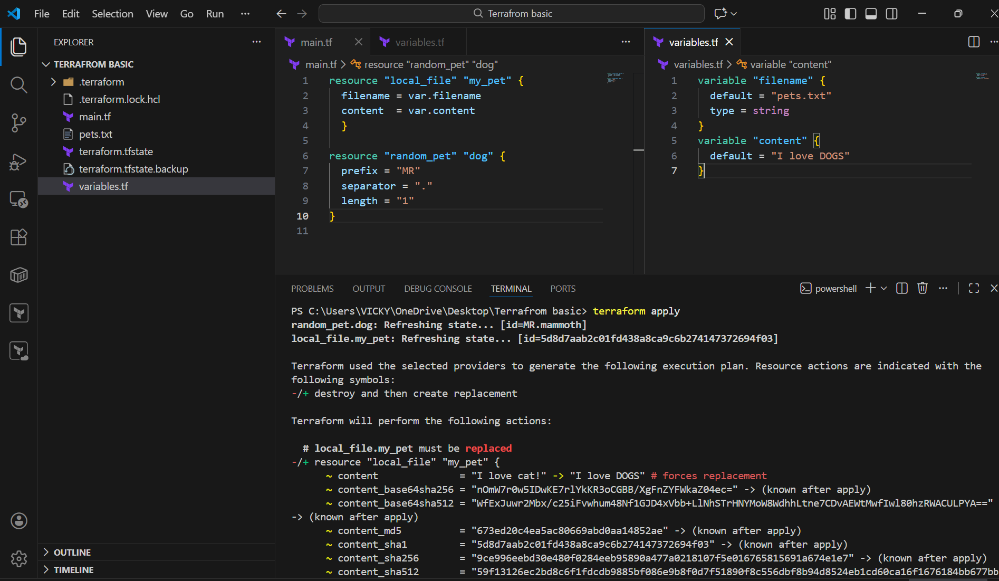 File Edit Selection View Go Run ···
Terrafrom basic
EXPLORER
TERRAFROM BASIC
.terraform
.terraform.lock.hcl
main.tf
pets.txt
terraform.tfstate
terraform.tfstate.backup
variables.tf
OUTLINE
TIMELINE
main.tf
variables.tf
main.tf > resource "random_pet" "dog"
1 resource "local_file" "my_pet" {
2 filename = var.filename
3 content  = var.content
4 }
5
6 resource "random_pet" "dog" {
7 prefix = "MR"
8 separator = "."
9 length = "1"
10 }
11
variables.tf
variables.tf > variable "content"
1 variable "filename" {
2 default = "pets.txt"
3 type = string
4 }
5 variable "content" {
6 default = "I love DOGS"
7 }
PROBLEMS OUTPUT DEBUG CONSOLE TERMINAL PORTS
powershell
PS C:\Users\VICKY\OneDrive\Desktop\Terrafrom basic> terraform apply
random_pet.dog: Refreshing state... [id=MR.mammoth]
local_file.my_pet: Refreshing state... [id=5d8d7aab2c01fd438a8ca9c6b274147372694f03]
Terraform used the selected providers to generate the following execution plan. Resource actions are indicated with the
following symbols:
-/+ destroy and then create replacement
Terraform will perform the following actions:
# local_file.my_pet must be replaced
-/+ resource "local_file" "my_pet" {
~ content = "I love cat!" -> "I love DOGS" # forces replacement
~ content_base64sha256 = "nOmW7r0w5IDwKE7rlYkKR3oCGBB/XgFnZYFWkaZ04ec=" -> (known after apply)
~ content_base64sha512 = "WfExJuwr2Mbx/c25iFvwhum48Nf1GJD4xVbb+LlNhSTrHNYMoW8WdhhLtne7CDvAEWtMwfIwl80hzRWACULPYA=="
-> (known after apply)
~ content_md5 = "673ed20c4ea5ac80669abd0aa14852ae" -> (known after apply)
~ content_sha1 = "5d8d7aab2c01fd438a8ca9c6b274147372694f03" -> (known after apply)
~ content_sha256 = "9ce996eebd30e480f0284eeb95890a477a0218107f5e016765815691a674e1e7" -> (known after apply)
~ content_sha512 = "59f13126ec2bd8c6f1fdcdb9885bf086e9b8f0d7f51890f8c556dbf8b94d8524eb1cd60ca16f1676184bb677bb